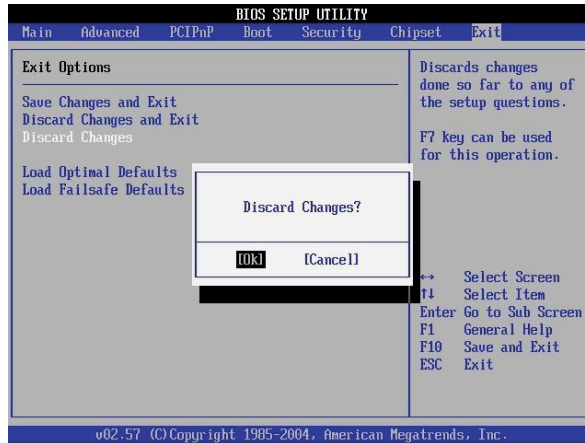 BIOS SETUP UTILITY
Main Advanced PCIPnP Boot Security Chipset Exit
Exit Options
Save Changes and Exit
Discard Changes and Exit
Discard Changes
Load Optimal Defaults
Load Failsafe Defaults
Discard Changes?
[Ok] [Cancel]
Discards changes
done so far to any of
the setup questions.
F7 key can be used
for this operation.
↔ Select Screen
↑↓ Select Item
Enter Go to Sub Screen
F1 General Help
F10 Save and Exit
ESC Exit
v02.57 (C)Copyright 1985-2004, American Megatrends, Inc.